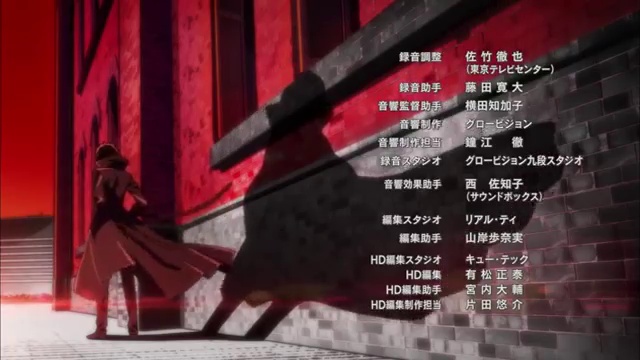 録音調整 佐竹徹也
(東京テレビセンター)
録音助手 藤田寛大
音響監督助手 横田知加子
音響制作 グロービジョン
音響制作担当 鐘江 徹
録音スタジオ グロービジョン九段スタジオ
音響効果助手 西 佐知子
(サウンドボックス)
編集スタジオ リアル・ティ
編集助手 山岸歩奈実
HD編集スタジオ キュー・テック
HD編集 有松正泰
HD編集助手 宮内大輔
HD編集制作担当 片田悠介